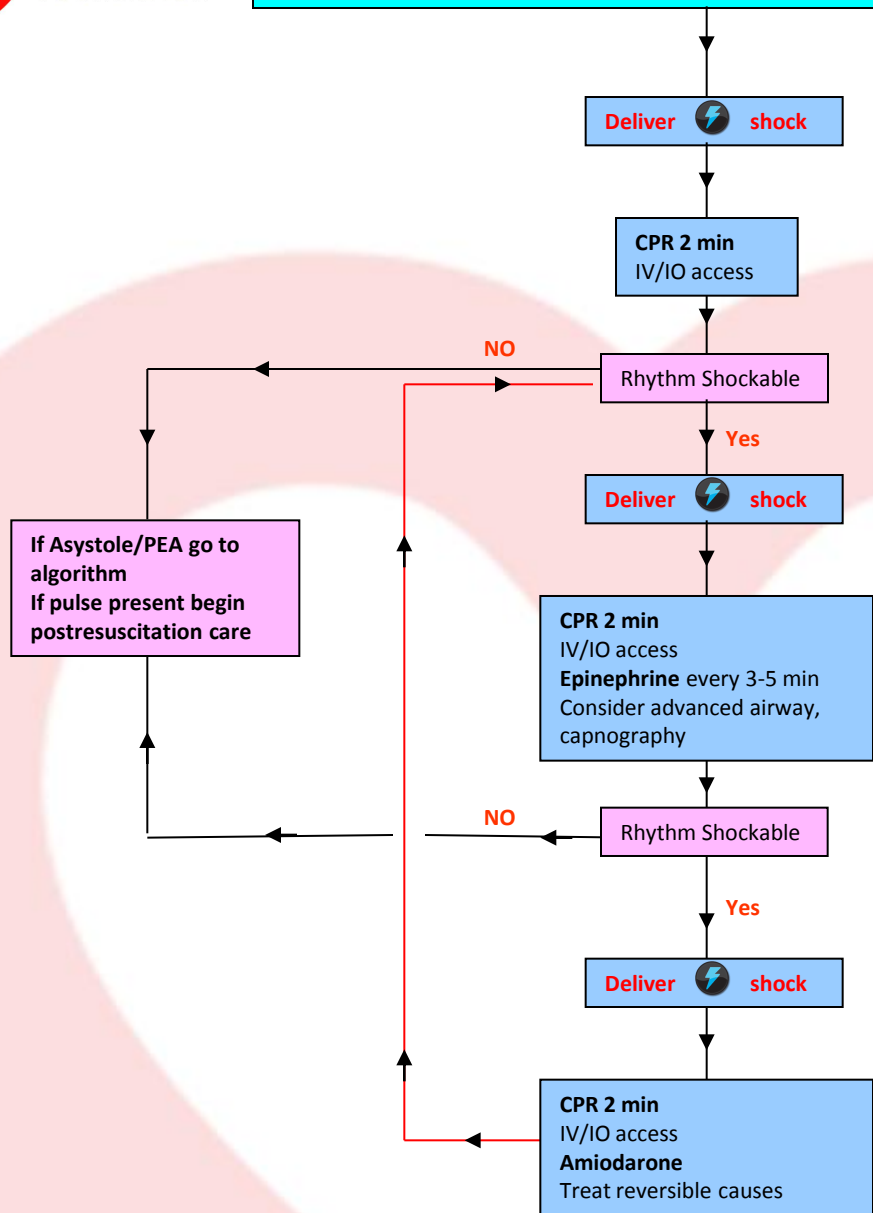 Deliver shock
CPR 2 min
IV/IO access
NO
Rhythm Shockable
Yes
Deliver shock
If Asystole/PEA go to
algorithm
If pulse present begin
postresuscitation care
CPR 2 min
IV/IO access
Epinephrine every 3-5 min
Consider advanced airway,
capnography
NO
Rhythm Shockable
Yes
Deliver shock
CPR 2 min
IV/IO access
Amiodarone
Treat reversible causes